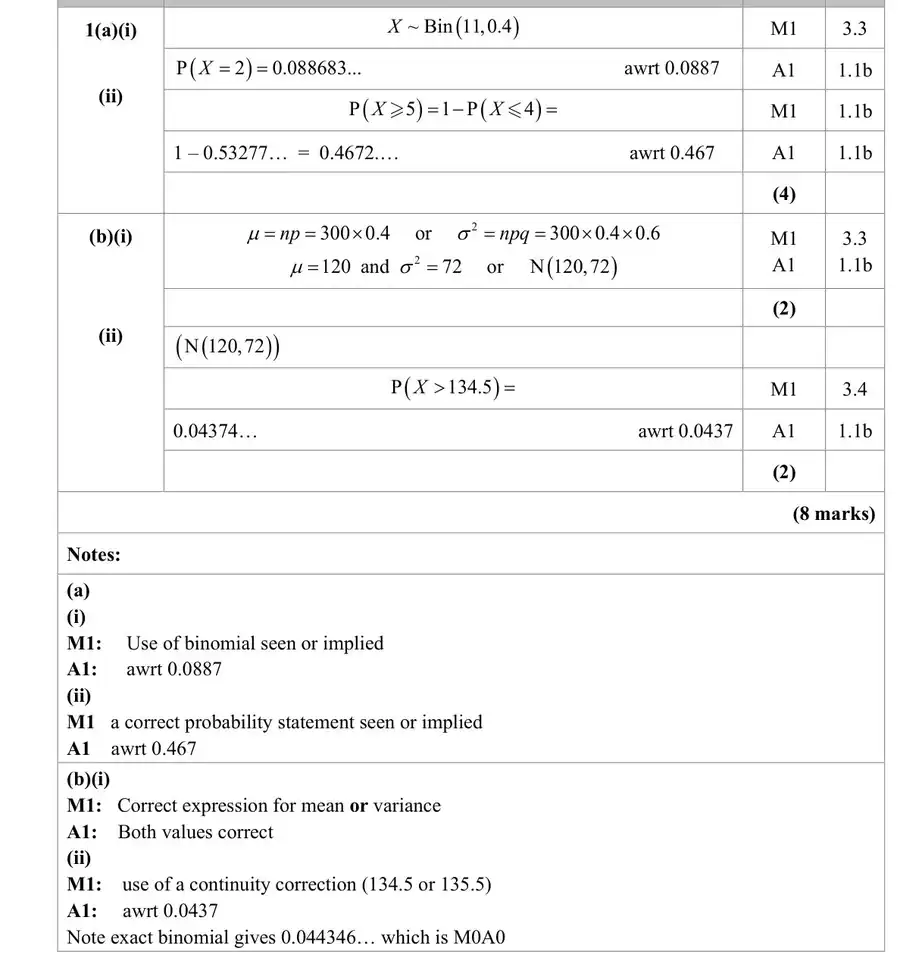 1(a)(i) X ~ Bin(11,0.4) M1 3.3
P(X = 2) = 0.088683... awrt 0.0887 A1 1.1b
(ii)
P(X ⩾ 5) = 1 − P(X ⩽ 4) = M1 1.1b
1 – 0.53277… = 0.4672.… awrt 0.467 A1 1.1b
(4)
(b)(i) μ = np = 300 × 0.4 or σ² = npq = 300 × 0.4 × 0.6 M1 3.3
μ = 120 and σ² = 72 or N(120,72) A1 1.1b
(2)
(ii) (N(120,72))
P(X > 134.5) = M1 3.4
0.04374… awrt 0.0437 A1 1.1b
(2)
(8 marks)
Notes:
(a)
(i)
M1: Use of binomial seen or implied
A1: awrt 0.0887
(ii)
M1 a correct probability statement seen or implied
A1 awrt 0.467
(b)(i)
M1: Correct expression for mean or variance
A1: Both values correct
(ii)
M1: use of a continuity correction (134.5 or 135.5)
A1: awrt 0.0437
Note exact binomial gives 0.044346… which is M0A0